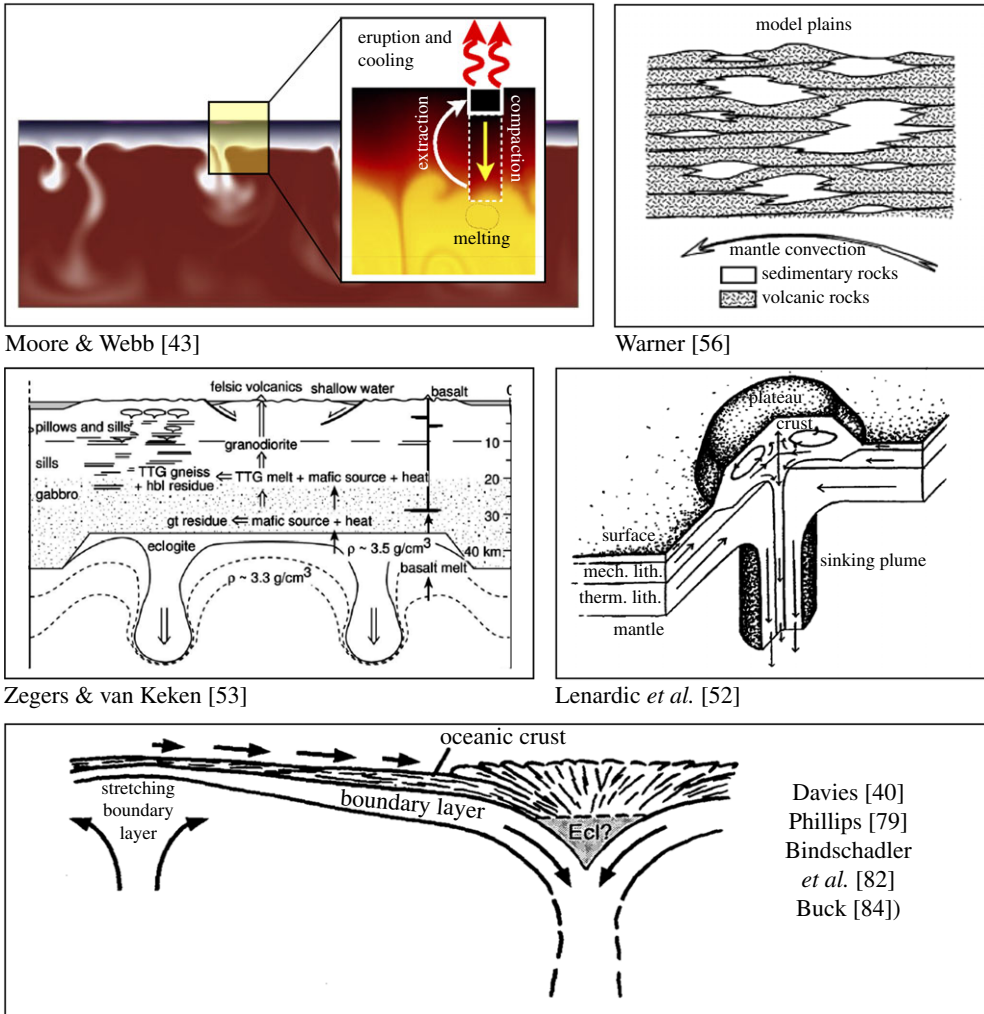 eruption and
cooling
extraction
compaction
melting
Moore & Webb [43]
model plains
mantle convection
sedimentary rocks
volcanic rocks
Warner [56]
felsic volcanics shallow water basalt 0
pillows and sills
granodiorite 10
sills
TTG gneiss ⇐ TTG melt + mafic source + heat 20
+ hbl residue
gabbro
gt residue ⇐ mafic source + heat 30
eclogite
ρ ~ 3.5 g/cm³ 40 km
ρ ~ 3.3 g/cm³
basalt melt
Zegers & van Keken [53]
plateau
crust
surface
mech. lith.
therm. lith.
mantle
sinking plume
Lenardic et al. [52]
oceanic crust
stretching
boundary
layer
boundary layer
Ecl?
Davies [40]
Phillips [79]
Bindschadler
et al. [82]
Buck [84])